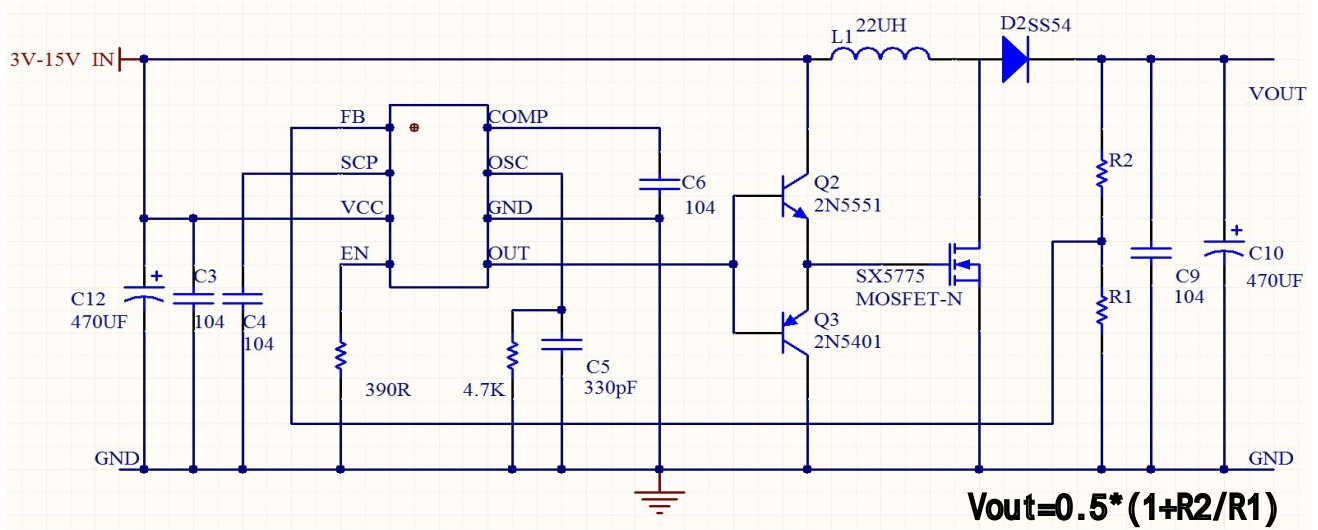 3V-15V IN
L1 22UH
D2 SS54
VOUT
FB
COMP
SCP
OSC
VCC
GND
EN
OUT
C6
104
Q2
2N5551
R2
C12
470UF
C3
104
C4
104
SX5775
MOSFET-N
C9
104
C10
470UF
R1
Q3
2N5401
390R
4.7K
C5
330pF
GND
GND
Vout=0.5*(1+R2/R1)